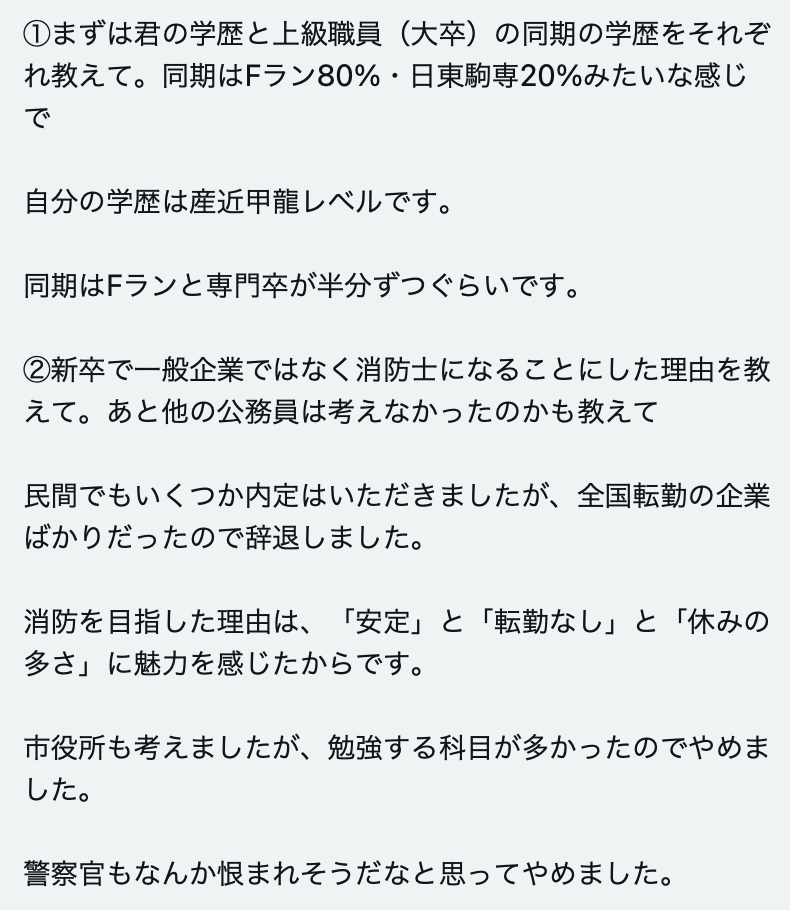 ①まずは君の学歴と上級職員（大卒）の同期の学歴をそれぞ
れ教えて。同期はFラン80%・日東駒専20%みたいな感じ
で
自分の学歴は産近甲龍レベルです。
同期はFランと専門卒が半分ずつぐらいです。
②新卒で一般企業ではなく消防士になることにした理由を教
えて。あと他の公務員は考えなかったのかも教えて
民間でもいくつか内定はいただきましたが、全国転勤の企業
ばかりだったので辞退しました。
消防を目指した理由は、「安定」と「転勤なし」と「休みの
多さ」に魅力を感じたからです。
市役所も考えましたが、勉強する科目が多かったのでやめま
した。
警察官もなんか恨まれそうだなと思ってやめました。